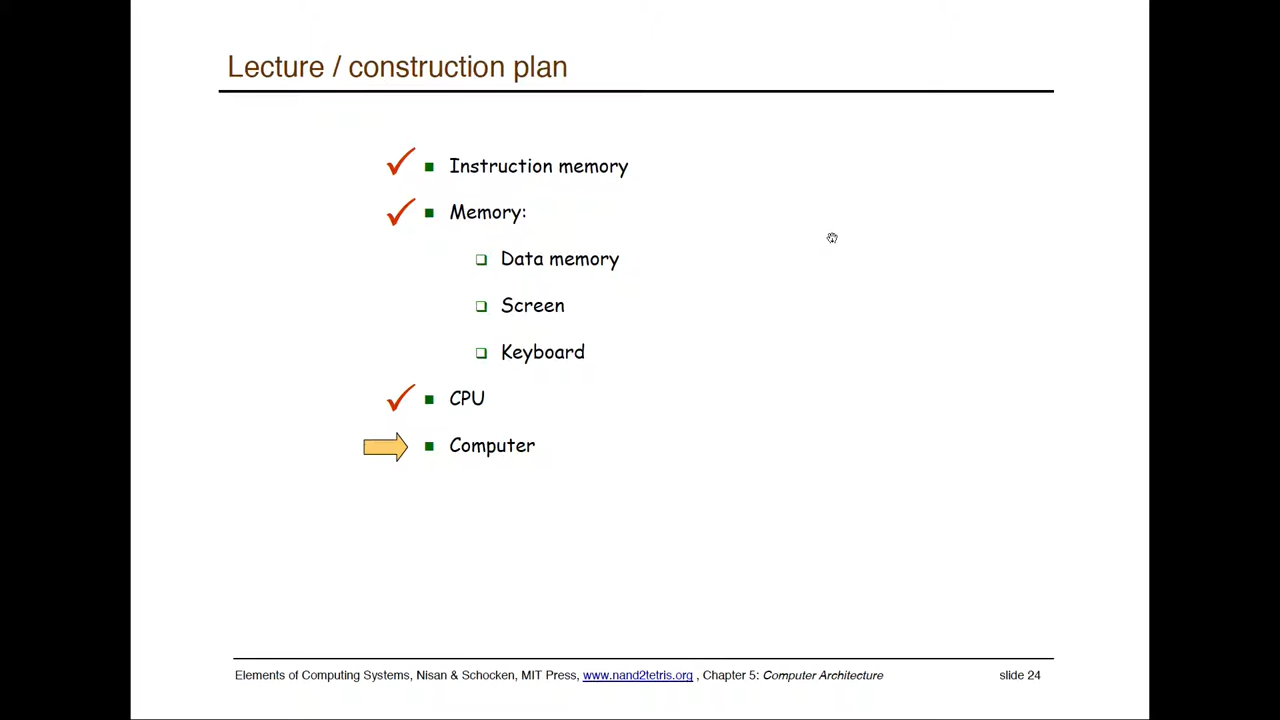 Lecture / construction plan
Instruction memory
Memory:
Data memory
Screen
Keyboard
CPU
Computer
Elements of Computing Systems, Nisan & Schocken, MIT Press, www.nand2tetris.org , Chapter 5: Computer Architecture slide 24